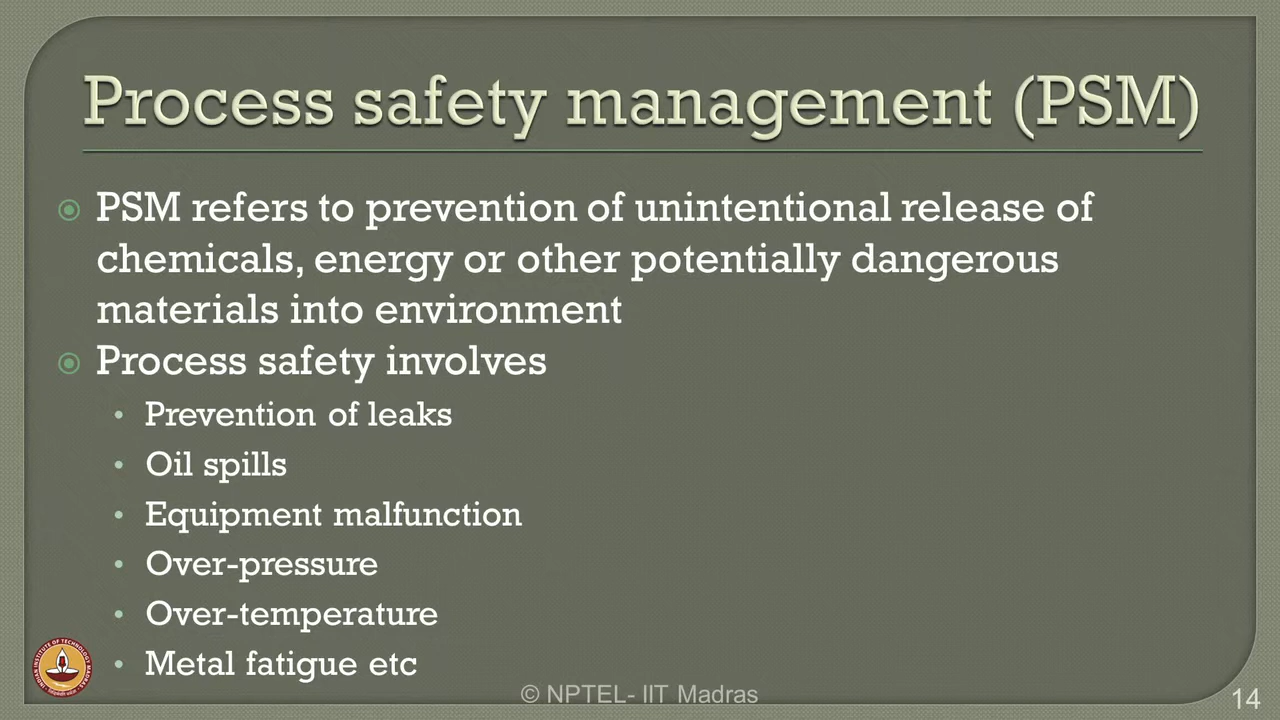 Process safety management (PSM)
PSM refers to prevention of unintentional release of
chemicals, energy or other potentially dangerous
materials into environment
Process safety involves
• Prevention of leaks
• Oil spills
• Equipment malfunction
• Over-pressure
• Over-temperature
• Metal fatigue etc
© NPTEL- IIT Madras
14